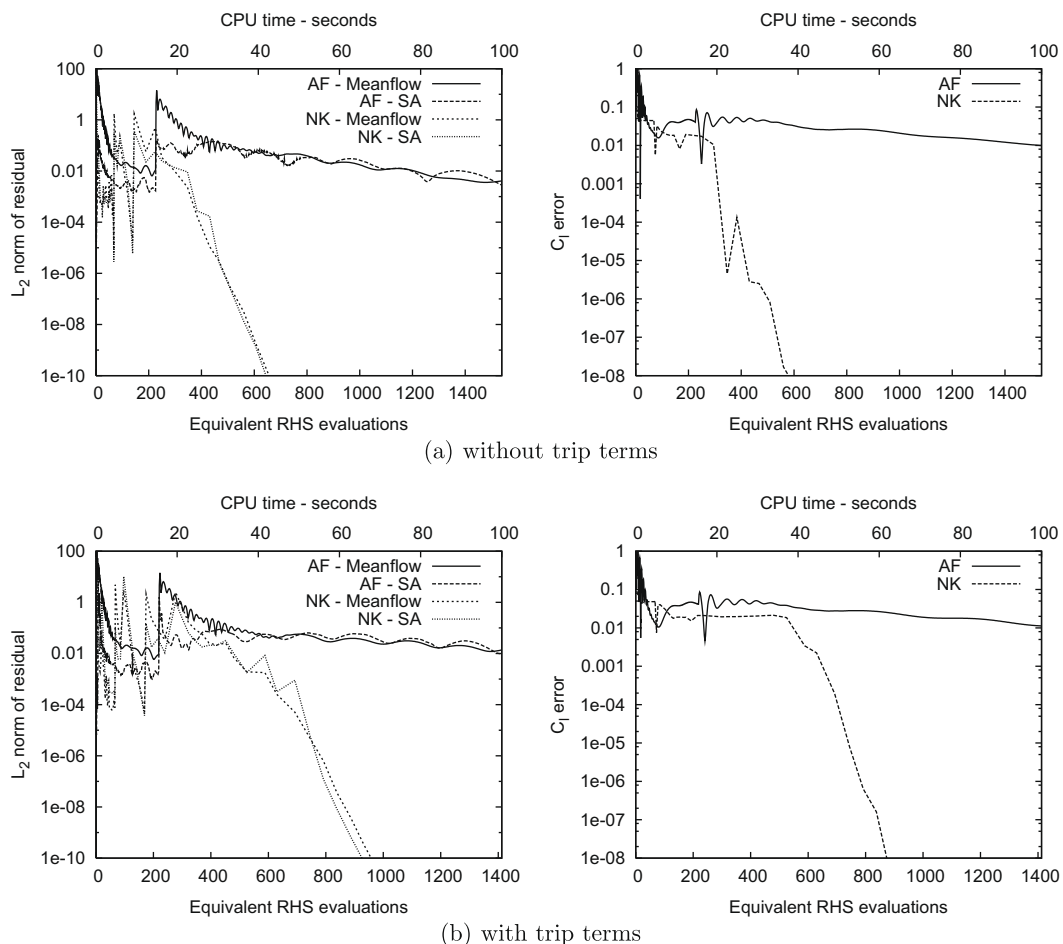 CPU time - seconds
0 20 40 60 80 100
100
1
0.01
1e-04
1e-06
1e-08
1e-10
L2 norm of residual
AF - Meanflow
AF - SA
NK - Meanflow
NK - SA
0 200 400 600 800 1000 1200 1400
Equivalent RHS evaluations
CPU time - seconds
0 20 40 60 80 100
1
0.1
0.01
0.001
1e-04
1e-05
1e-06
1e-07
1e-08
Cl error
AF
NK
0 200 400 600 800 1000 1200 1400
Equivalent RHS evaluations
(a) without trip terms
CPU time - seconds
0 20 40 60 80 100
100
1
0.01
1e-04
1e-06
1e-08
1e-10
L2 norm of residual
AF - Meanflow
AF - SA
NK - Meanflow
NK - SA
0 200 400 600 800 1000 1200 1400
Equivalent RHS evaluations
CPU time - seconds
0 20 40 60 80 100
1
0.1
0.01
0.001
1e-04
1e-05
1e-06
1e-07
1e-08
Cl error
AF
NK
0 200 400 600 800 1000 1200 1400
Equivalent RHS evaluations
(b) with trip terms